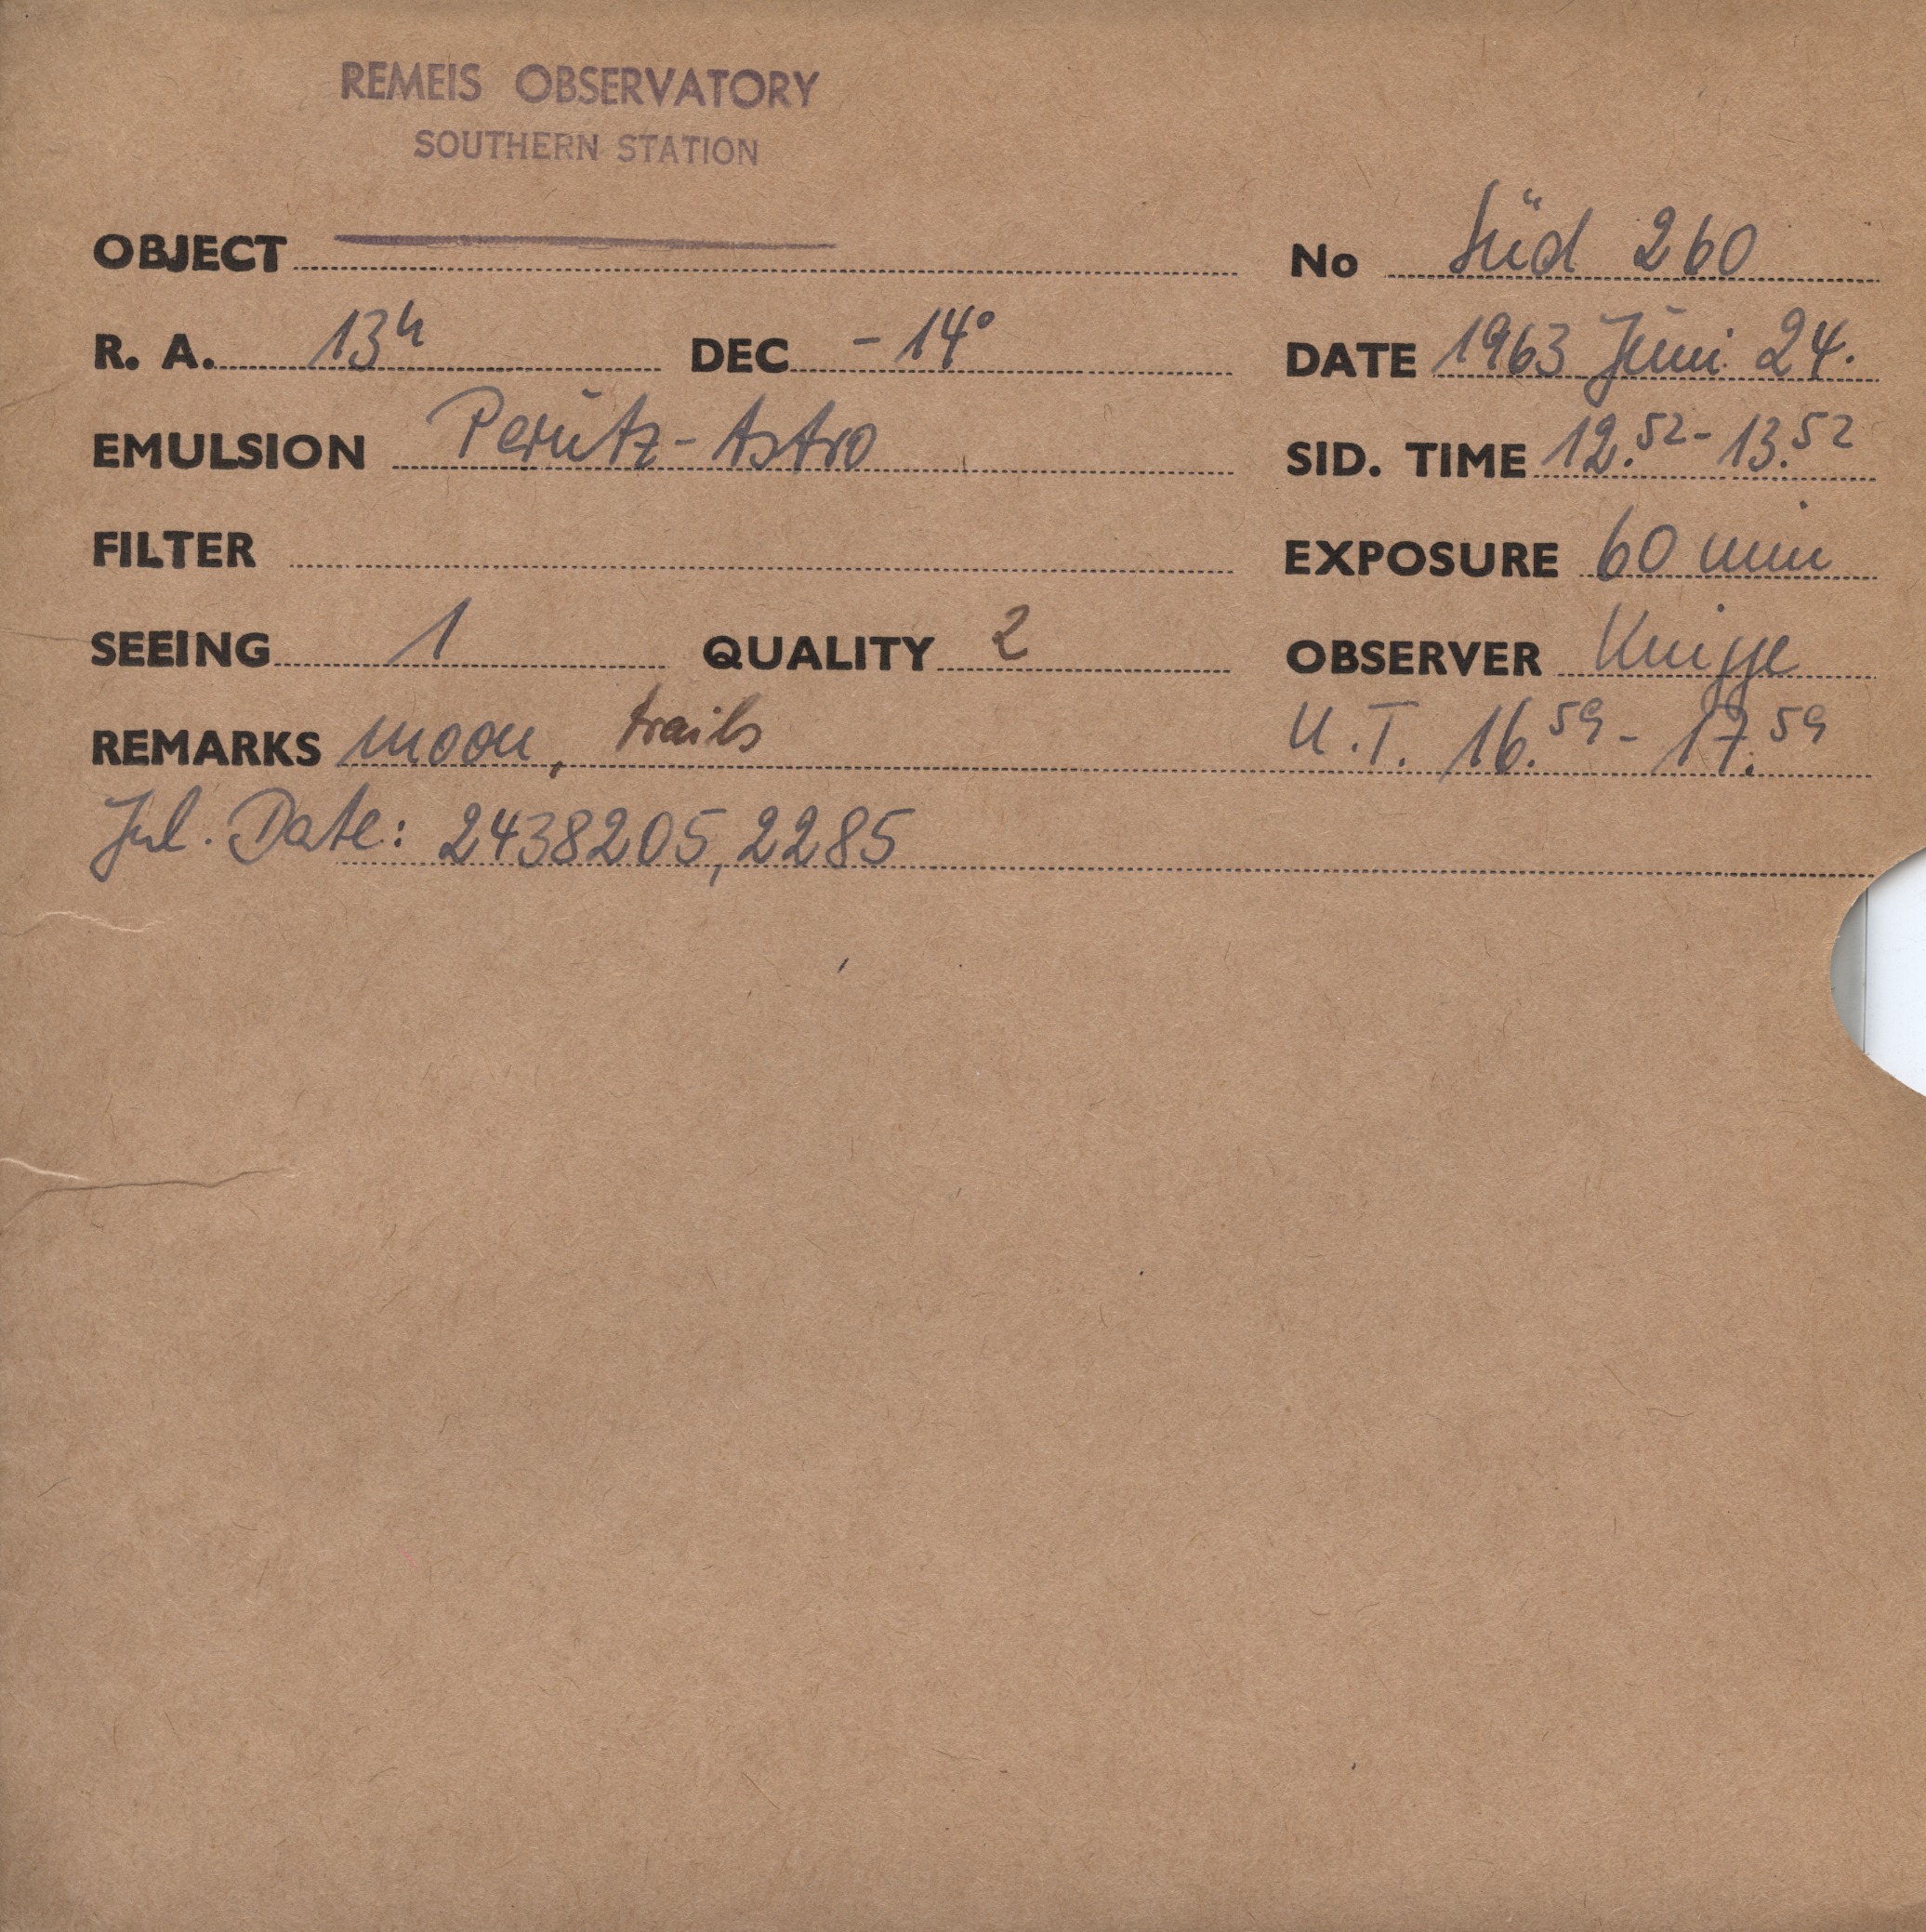 REMEIS OBSERVATORY
SOUTHERN STATION
OBJECT No Süd 260
R. A. 13h DEC -14° DATE 1963 Juni 24.
EMULSION Perutz-Astro SID. TIME 12.52-13.52
FILTER EXPOSURE 60 min
SEEING 1 QUALITY 2 OBSERVER Knigge
REMARKS moon, trails U.T. 16.59-17.59
Jul. Date: 2438205,2285